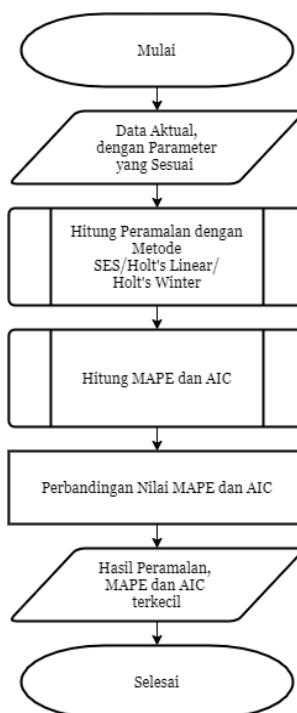 Mulai
Data Aktual,
dengan Parameter
yang Sesuai
Hitung Peramalan dengan
Metode
SES/Holt's Linear/
Holt's Winter
Hitung MAPE dan AIC
Perbandingan Nilai MAPE dan AIC
Hasil Peramalan,
MAPE dan AIC
terkecil
Selesai